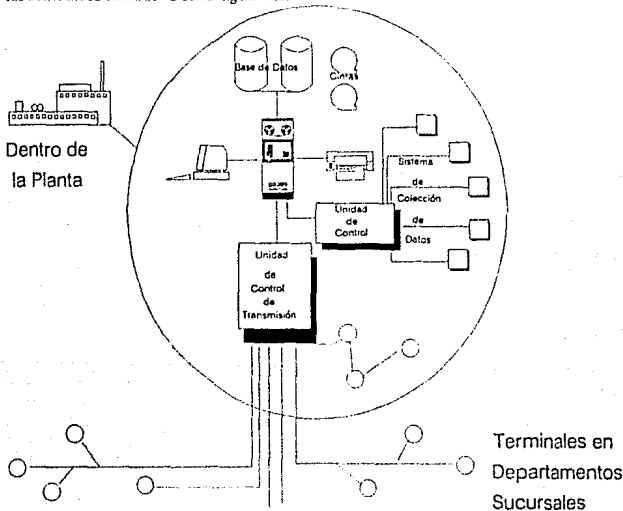 Base de Datos
Cintas
Dentro de
la Planta
Sistema
de
Colección
de
Datos
Unidad
de
Control
Unidad
de
Control
de
Transmisión
Terminales en
Departamentos
Sucursales